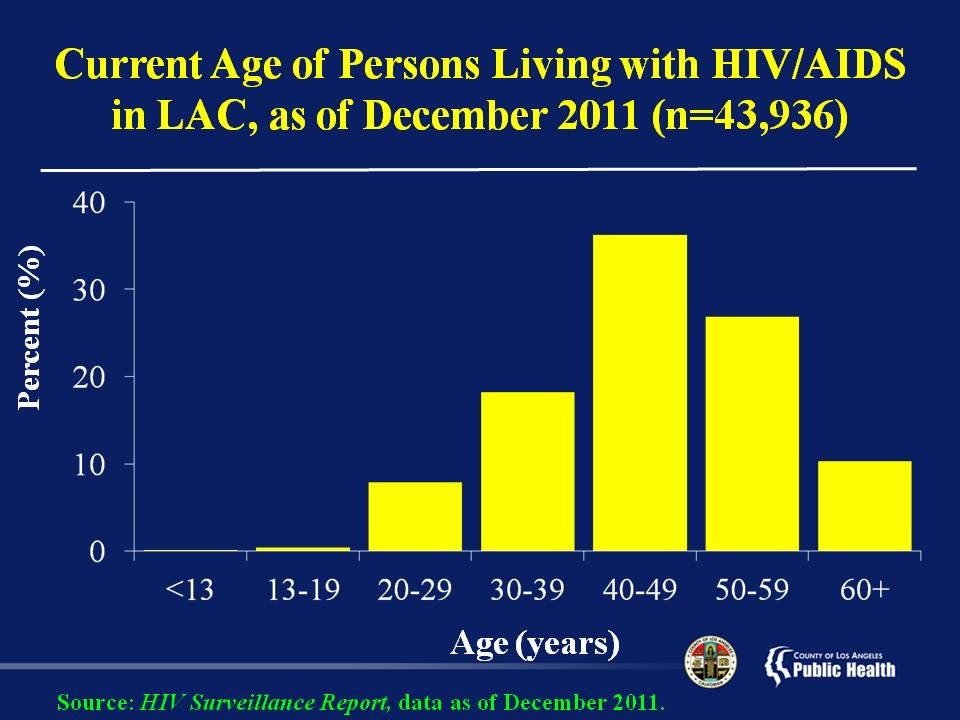 Current Age of Persons Living with HIV/AIDS
in LAC, as of December 2011 (n=43,936)
Percent (%)
40
30
20
10
0
<13 13-19 20-29 30-39 40-49 50-59 60+
Age (years)
COUNTY OF LOS ANGELES
Public Health
Source: HIV Surveillance Report, data as of December 2011.